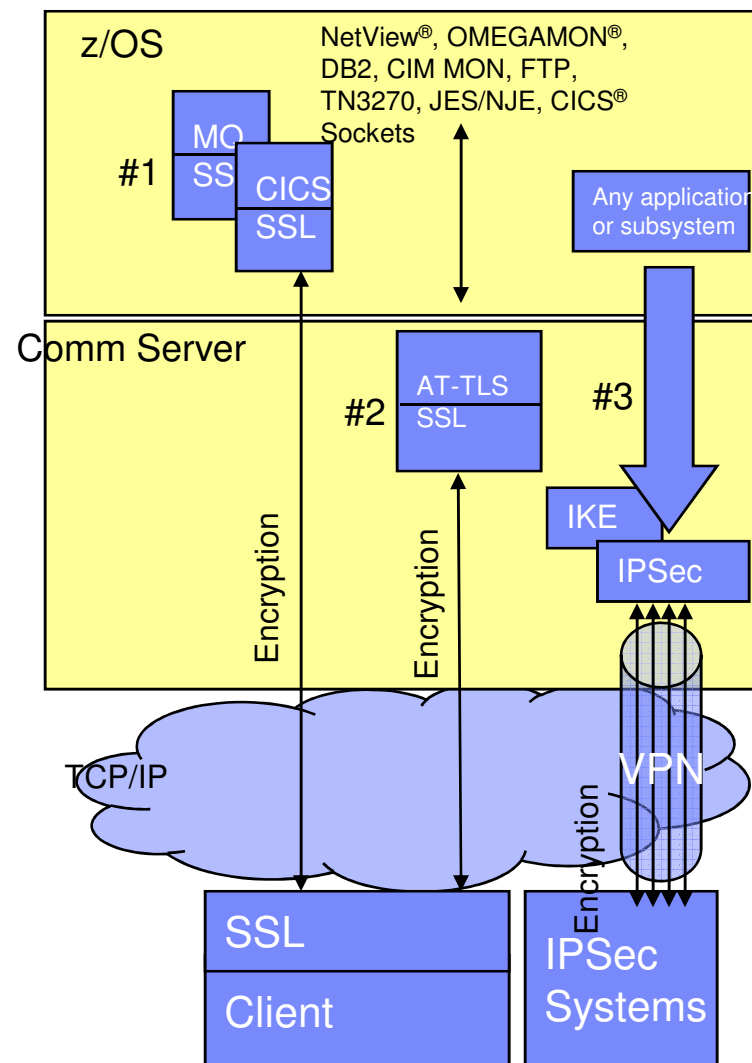 z/OS
NetView®, OMEGAMON®,
DB2, CIM MON, FTP,
TN3270, JES/NJE, CICS®
Sockets
#1
MQ
SS
CICS
SSL
Any application
or subsystem
Comm Server
#2
AT-TLS
SSL
#3
IKE
IPSec
Encryption
Encryption
TCP/IP
VPN
Encryption
SSL
Client
IPSec
Systems